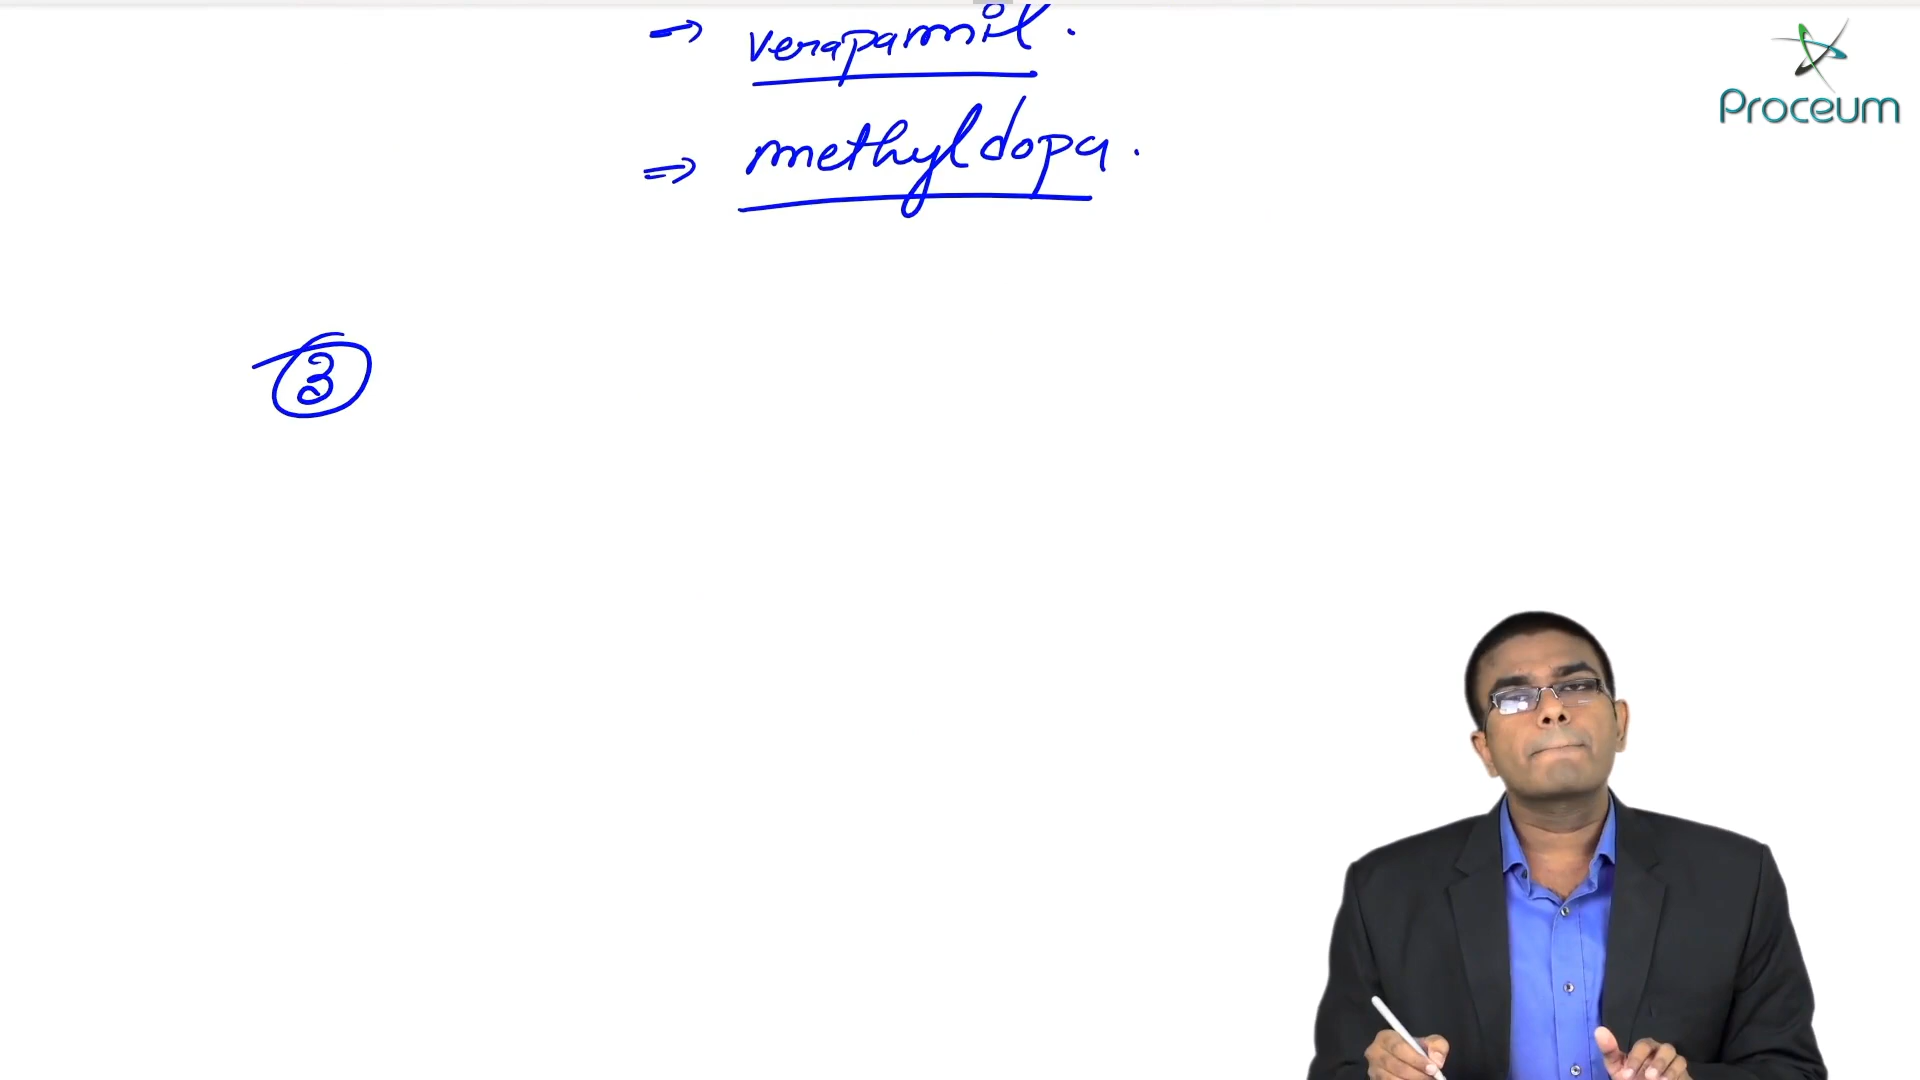 → verapamil.
Proceum
⇒ methyldopa.
③